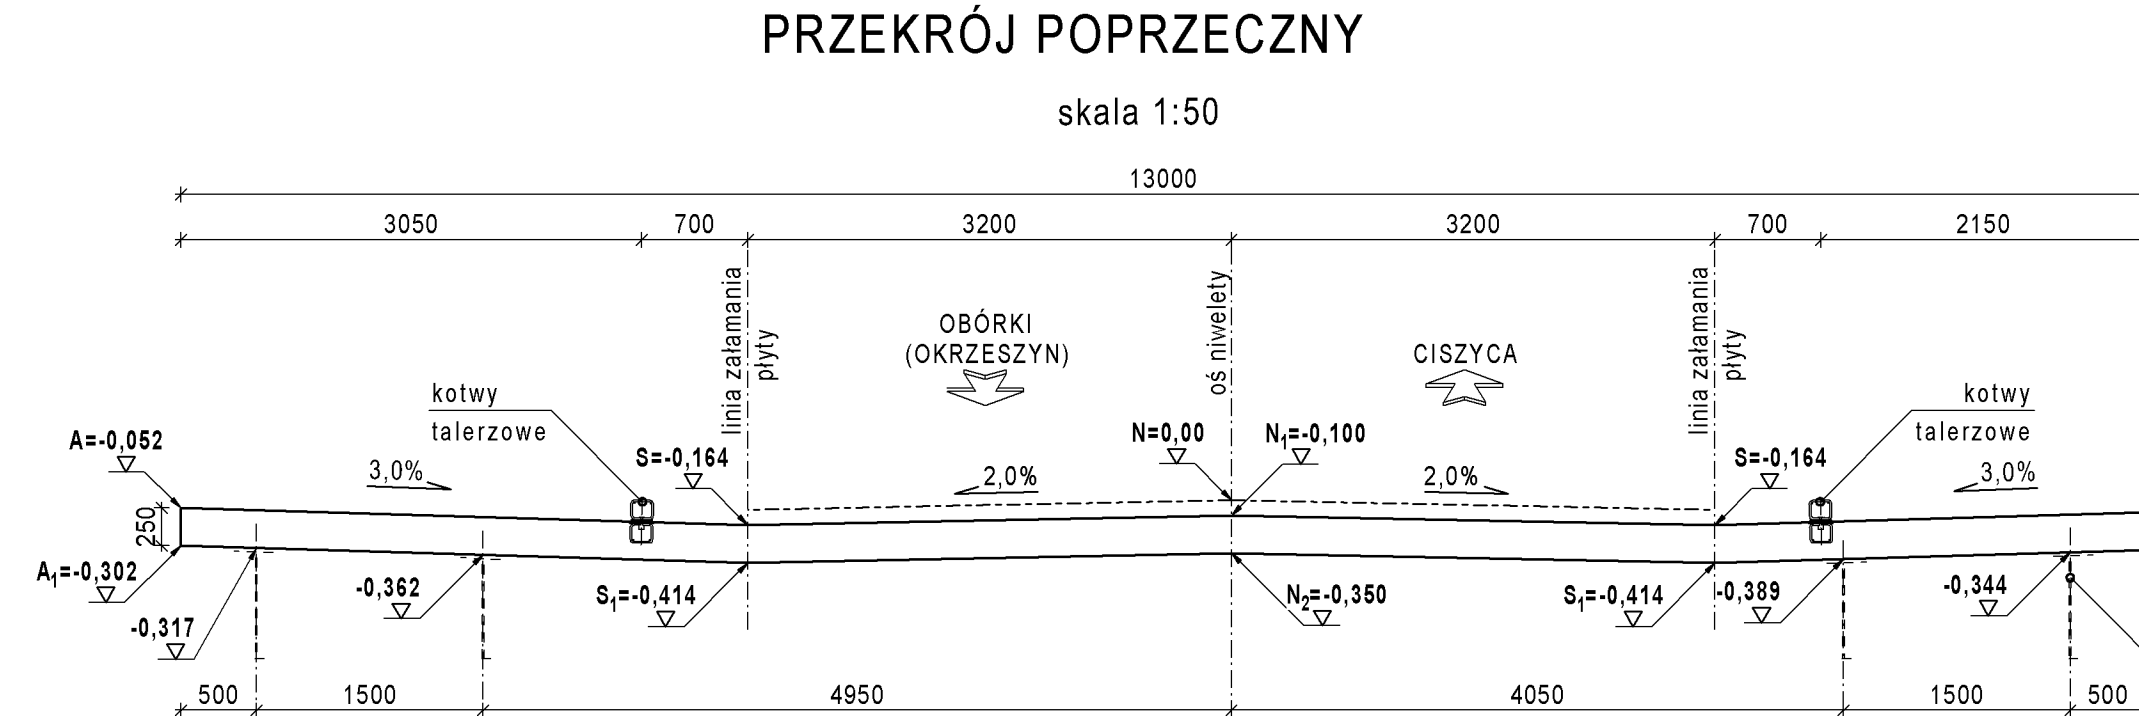 PRZEKRÓJ POPRZECZNY
skala 1:50
13000
3050 700 3200 3200 700 2150
linia załamania
płyty
oś niwelety
linia załamania
płyty
OBÓRKI
(OKRZESZYN)
CISZYCA
kotwy
talerzowe
kotwy
talerzowe
A=-0,052
3,0%
S=-0,164
2,0%
N=0,00
N1=-0,100
2,0%
S=-0,164
3,0%
250
A1=-0,302
-0,317
-0,362
S1=-0,414
N2=-0,350
S1=-0,414
-0,389
-0,344
500 1500 4950 4050 1500 500